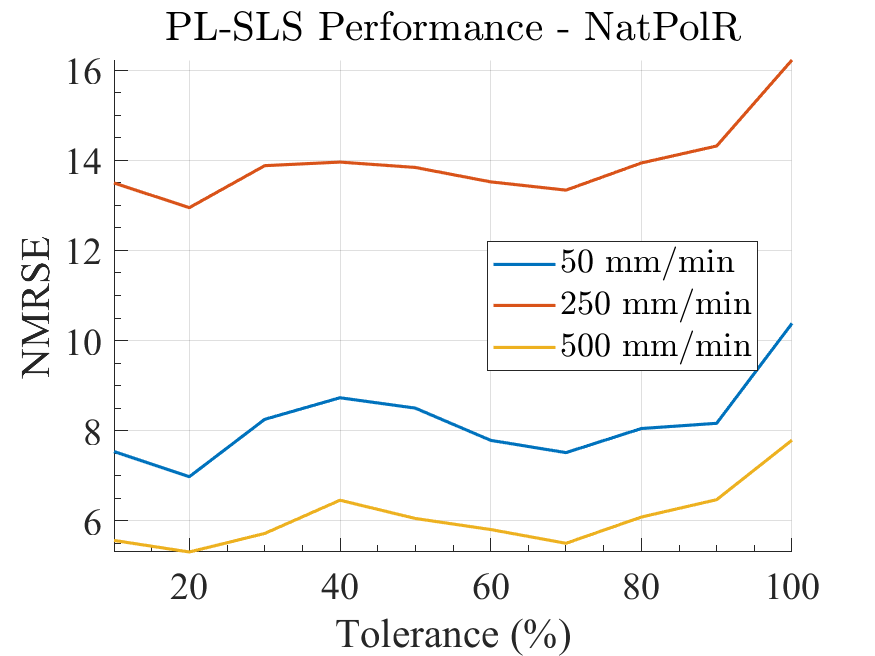 PL-SLS Performance - NatPolR
16
14
12
10
8
6
NMRSE
50 mm/min
250 mm/min
500 mm/min
20 40 60 80 100
Tolerance (%)